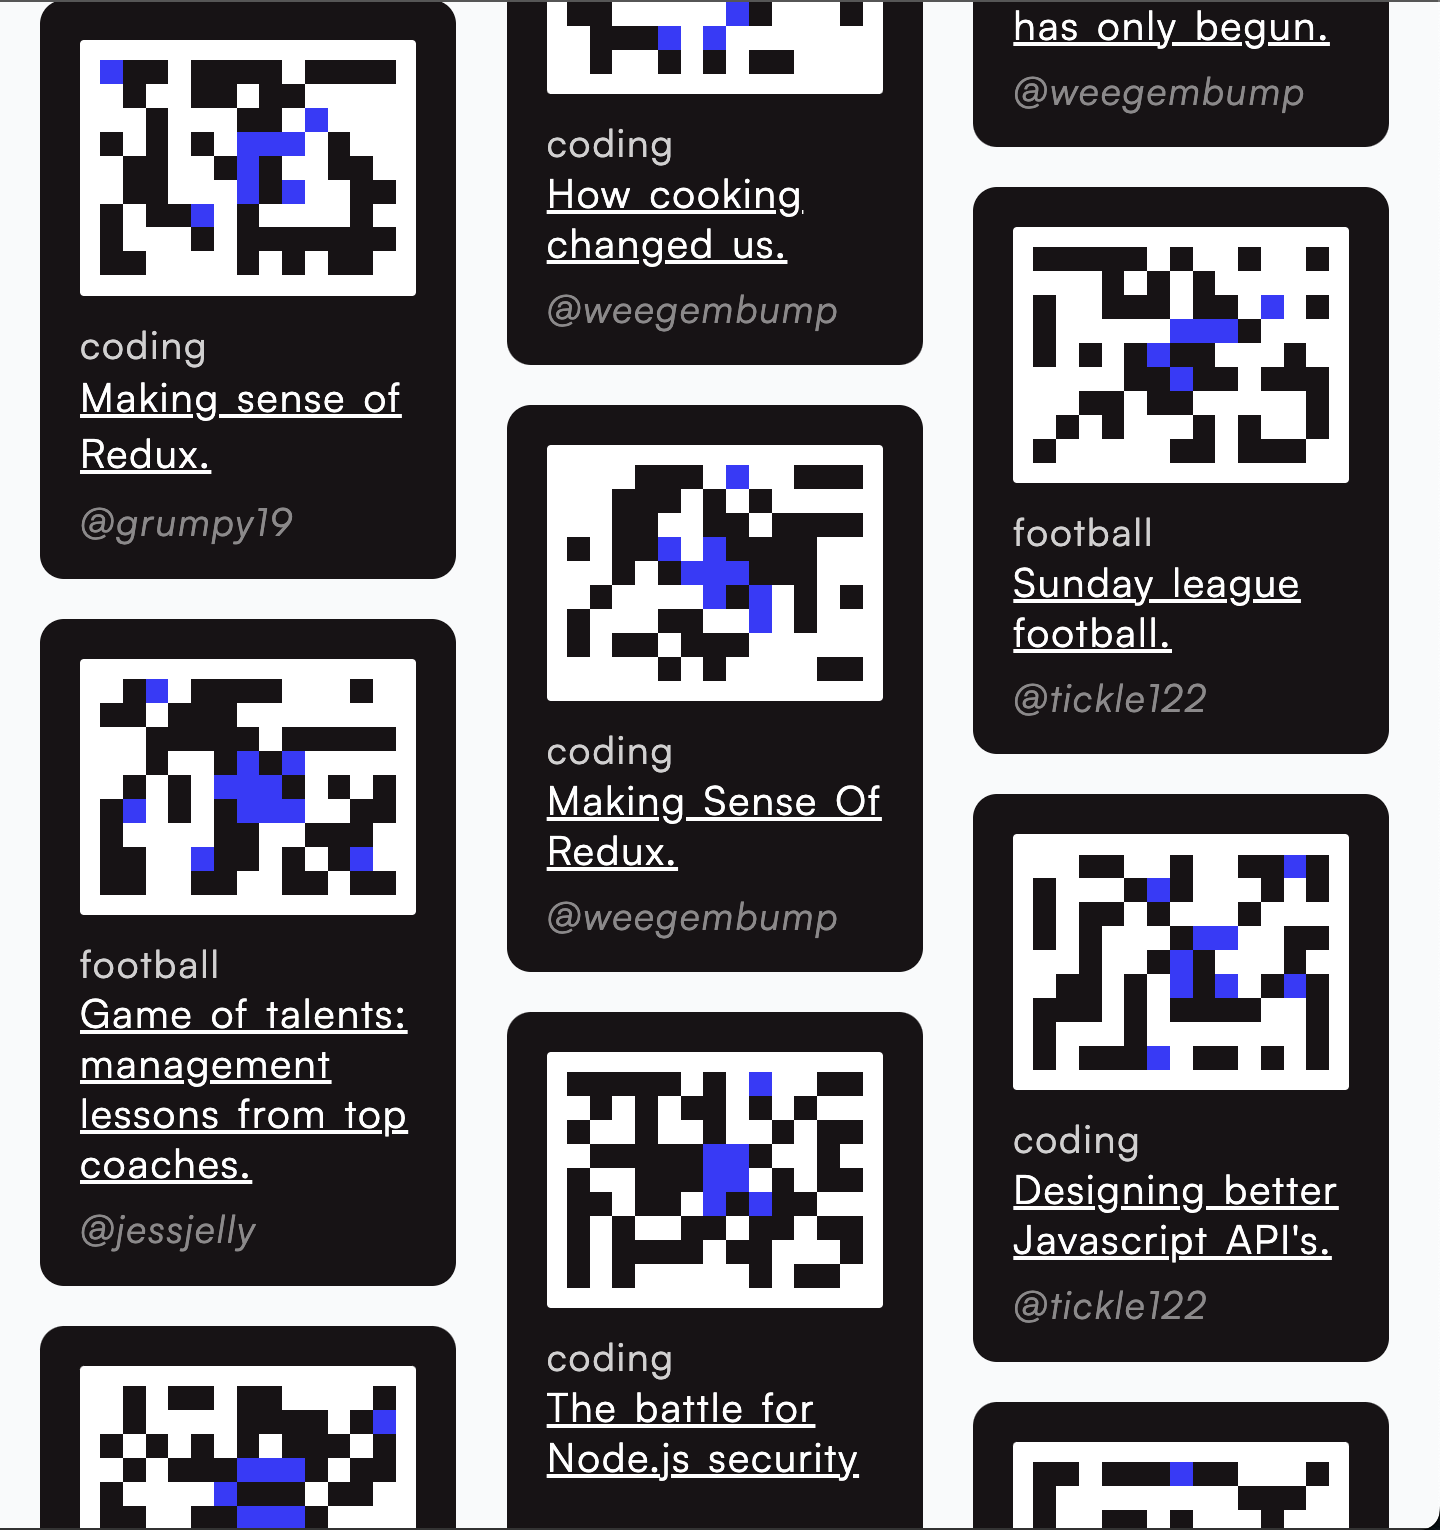 coding
Making sense of
Redux.
@grumpy19
football
Game of talents:
management
lessons from top
coaches.
@jessjelly
coding
How cooking
changed us.
@weegembump
coding
Making Sense Of
Redux.
@weegembump
coding
The battle for
Node.js security
has only begun.
@weegembump
football
Sunday league
football.
@tickle122
coding
Designing better
Javascript API's.
@tickle122